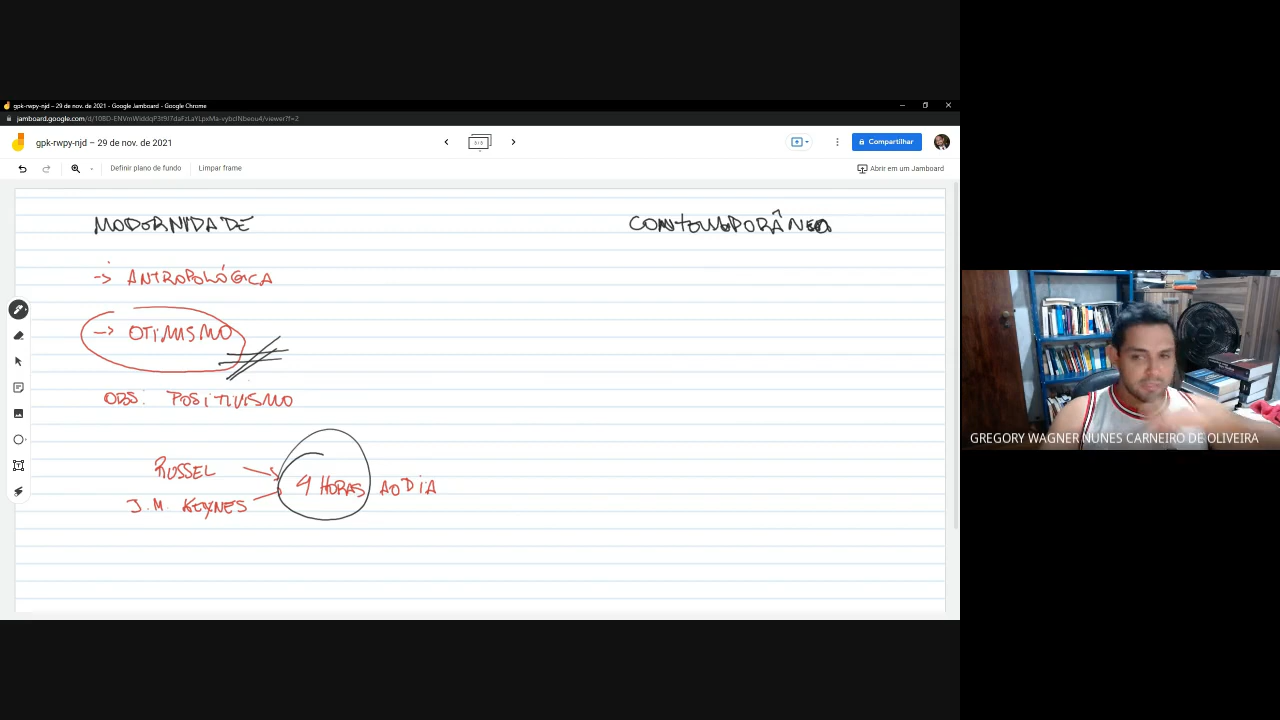 gpk-rwpy-njd – 29 de nov. de 2021 - Google Jamboard - Google Chrome
gpk-rwpy-njd – 29 de nov. de 2021
Compartilhar
Definir plano de fundo
Limpar frame
Abrir em um Jamboard
MODERNIDADE
CONTEMPORÂNEO
-> ANTROPOLÓGICA
-> OTIMISMO
OBS: POSITIVISMO
RUSSEL
4 HORAS AO DIA
J.M. KEYNES
GREGORY WAGNER NUNES CARNEIRO DE OLIVEIRA